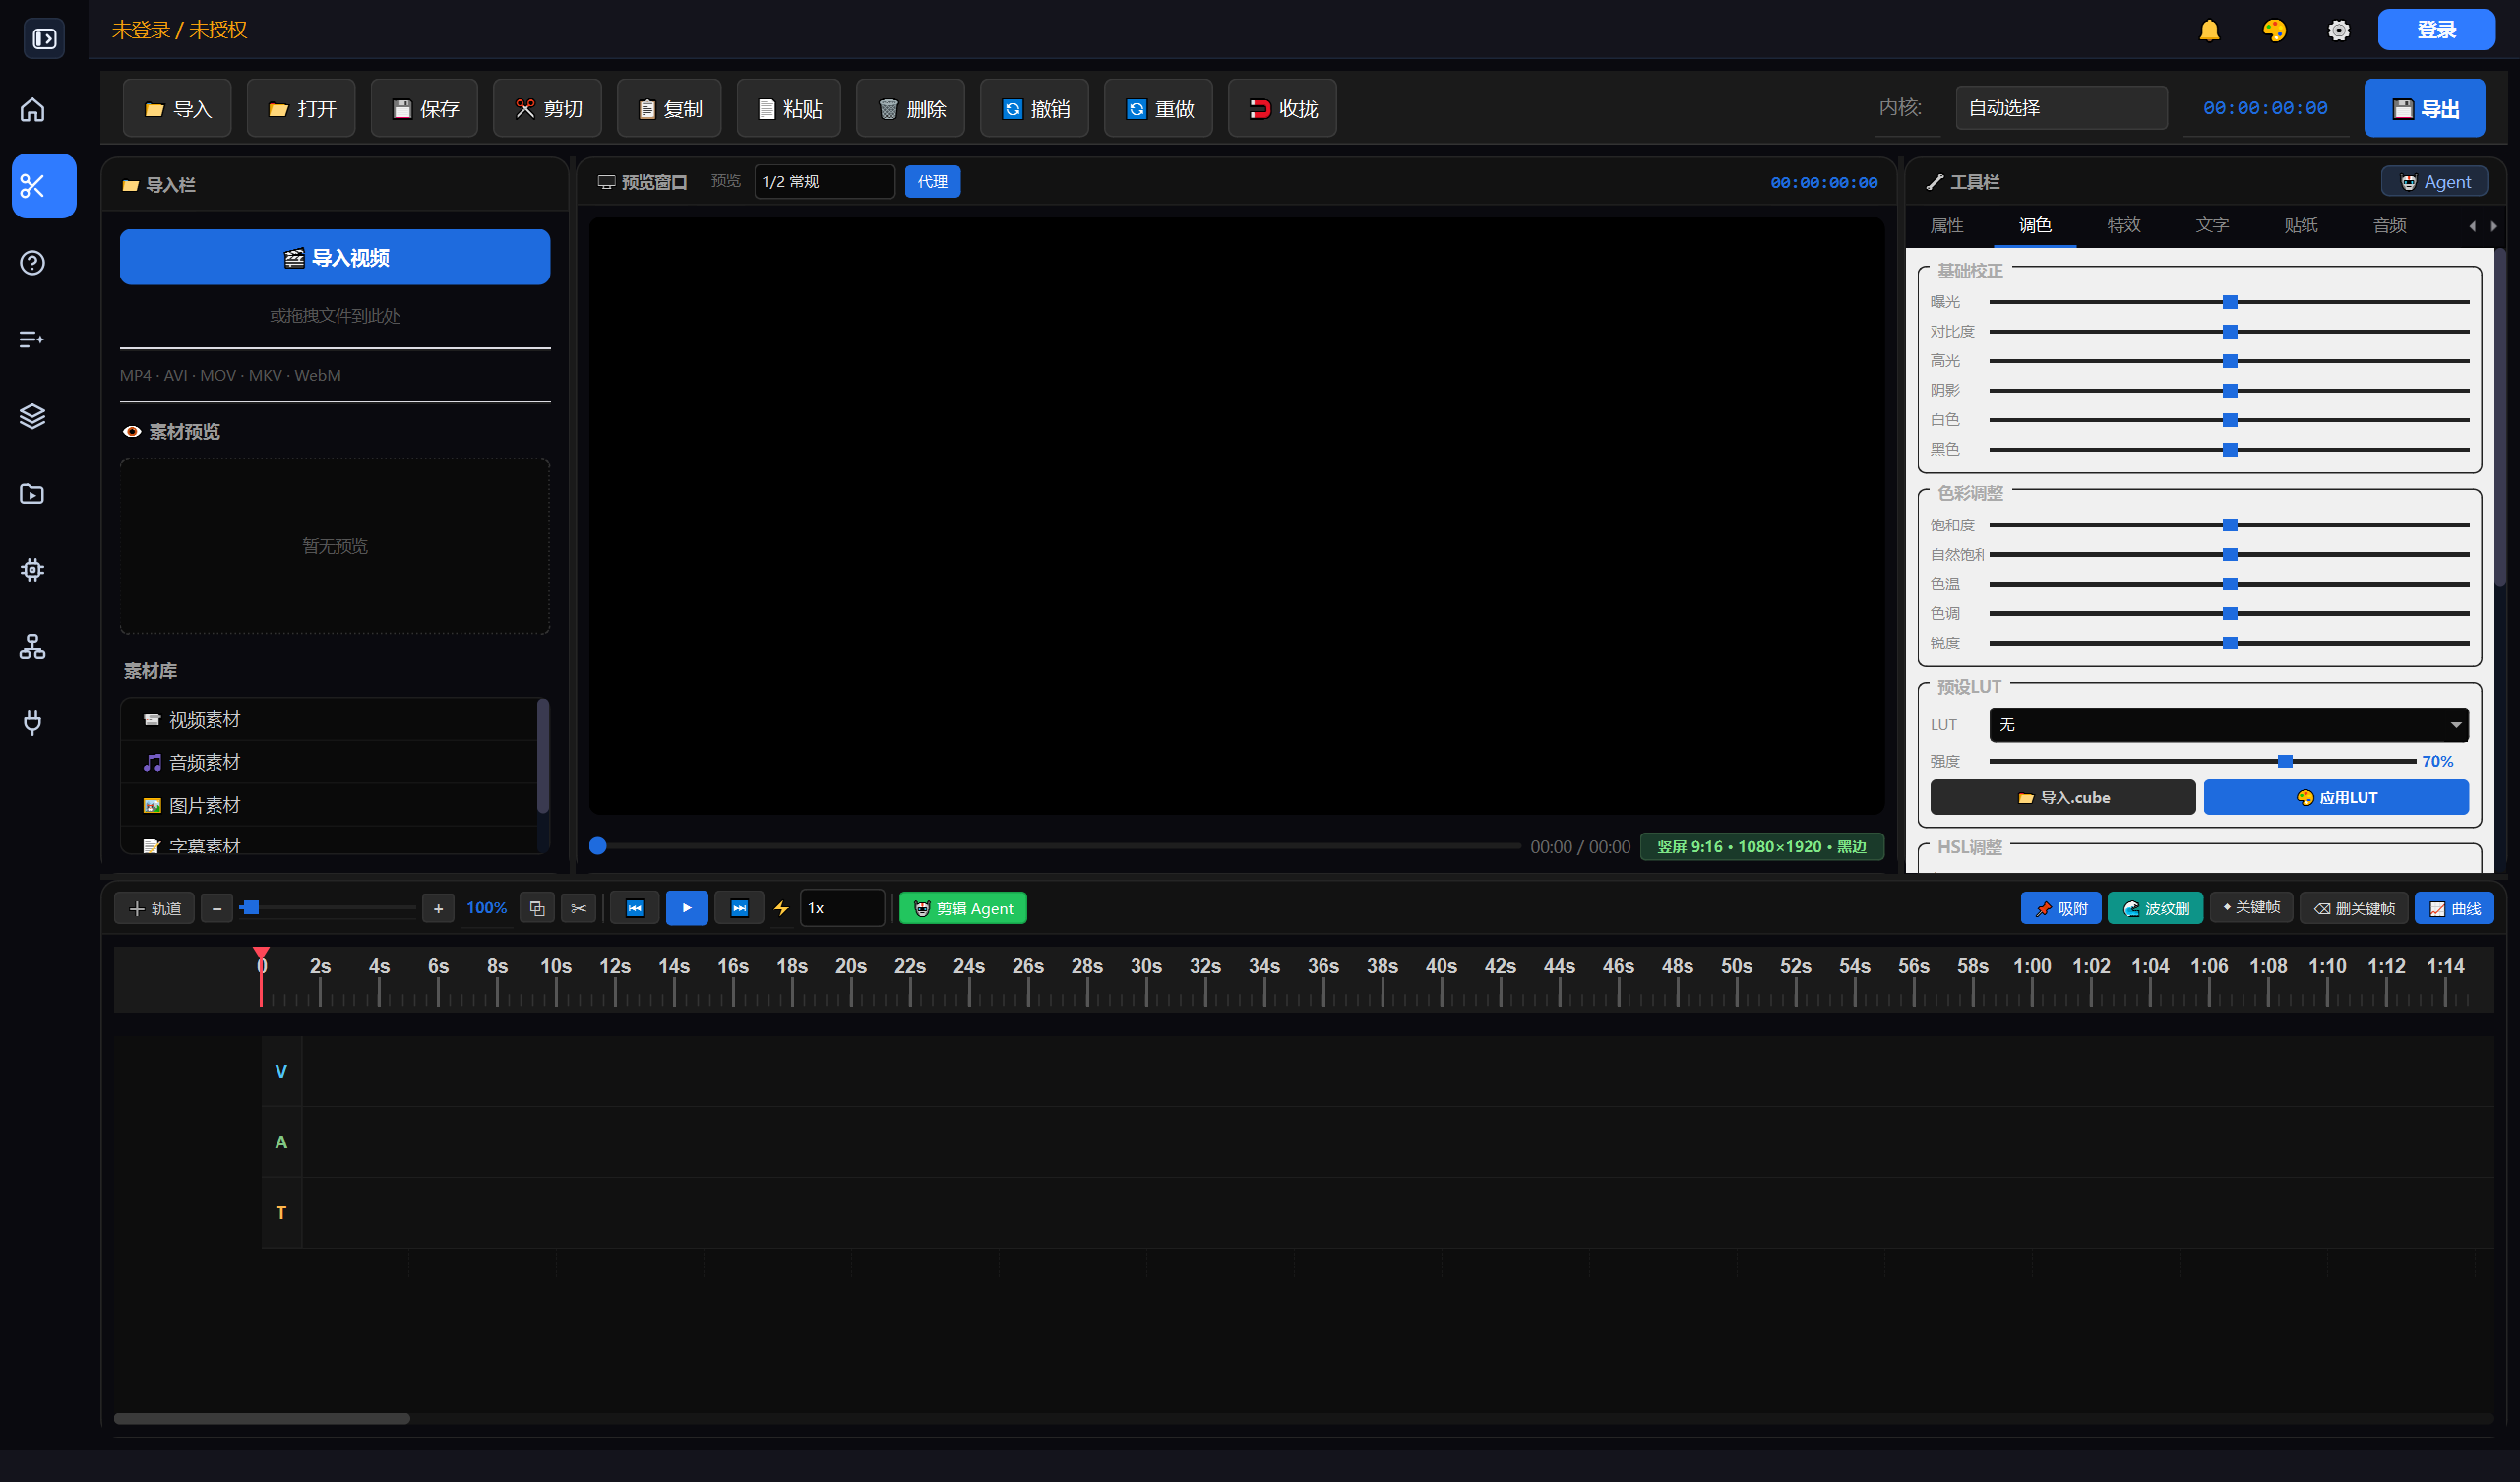 未登录 / 未授权
登录
导入 打开 保存 剪切 复制 粘贴 删除 撤销 重做 收拢 内核: 自动选择 00:00:00:00 导出
导入栏
导入视频
或拖拽文件到此处
MP4 · AVI · MOV · MKV · WebM
素材预览
暂无预览
素材库
视频素材
音频素材
图片素材
字幕素材
预览窗口 预览 1/2 常规 代理 00:00:00:00
00:00 / 00:00 竖屏 9:16 • 1080×1920 • 黑边
工具栏 Agent
属性 调色 特效 文字 贴纸 音频
基础校正
曝光
对比度
高光
阴影
白色
黑色
色彩调整
饱和度
自然饱和
色温
色调
锐度
预设LUT
LUT 无
强度 70%
导入.cube 应用LUT
HSL调整
轨道 − + 100% 1x 剪辑 Agent 吸附 波纹删 关键帧 删关键帧 曲线
0 2s 4s 6s 8s 10s 12s 14s 16s 18s 20s 22s 24s 26s 28s 30s 32s 34s 36s 38s 40s 42s 44s 46s 48s 50s 52s 54s 56s 58s 1:00 1:02 1:04 1:06 1:08 1:10 1:12 1:14
V
A
T